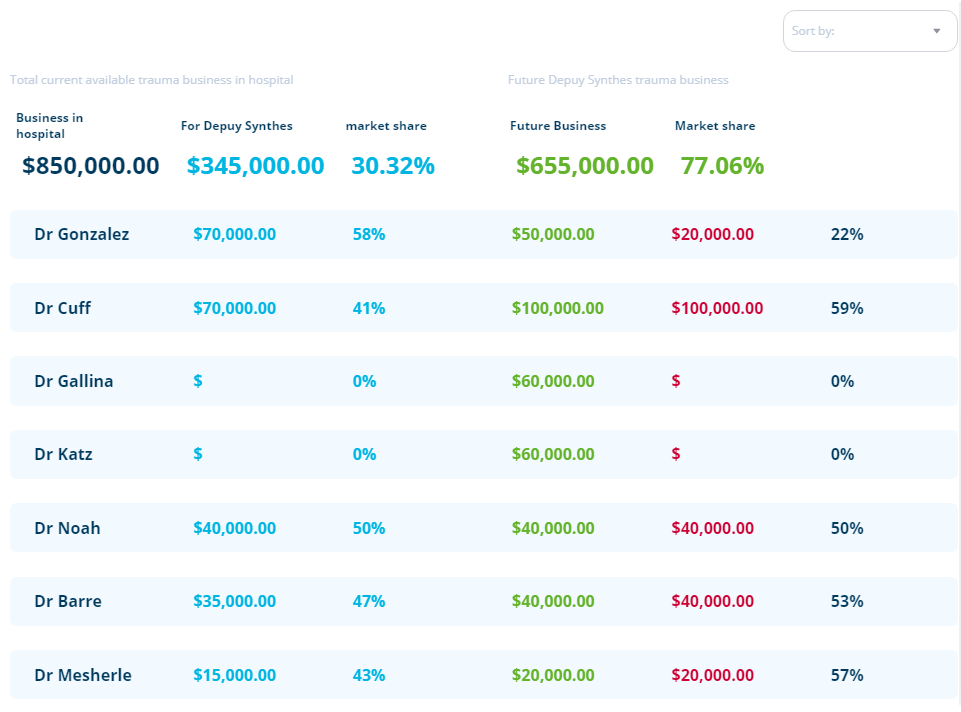 Sort by:
Total current available trauma business in hospital
Future Depuy Synthes trauma business
Business in
hospital
For Depuy Synthes
market share
Future Business
Market share
$850,000.00 $345,000.00 30.32% $655,000.00 77.06%
Dr Gonzalez $70,000.00 58% $50,000.00 $20,000.00 22%
Dr Cuff $70,000.00 41% $100,000.00 $100,000.00 59%
Dr Gallina $ 0% $60,000.00 $ 0%
Dr Katz $ 0% $60,000.00 $ 0%
Dr Noah $40,000.00 50% $40,000.00 $40,000.00 50%
Dr Barre $35,000.00 47% $40,000.00 $40,000.00 53%
Dr Mesherle $15,000.00 43% $20,000.00 $20,000.00 57%